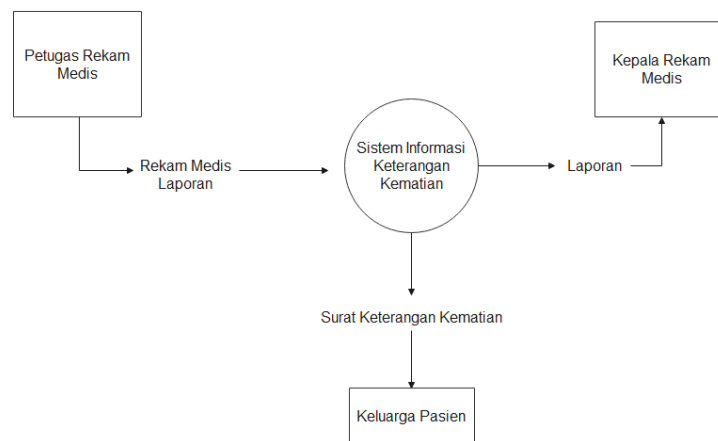 Petugas Rekam
Medis
Kepala Rekam
Medis
Sistem Informasi
Keterangan
Kematian
Rekam Medis
Laporan
Laporan
Surat Keterangan Kematian
Keluarga Pasien